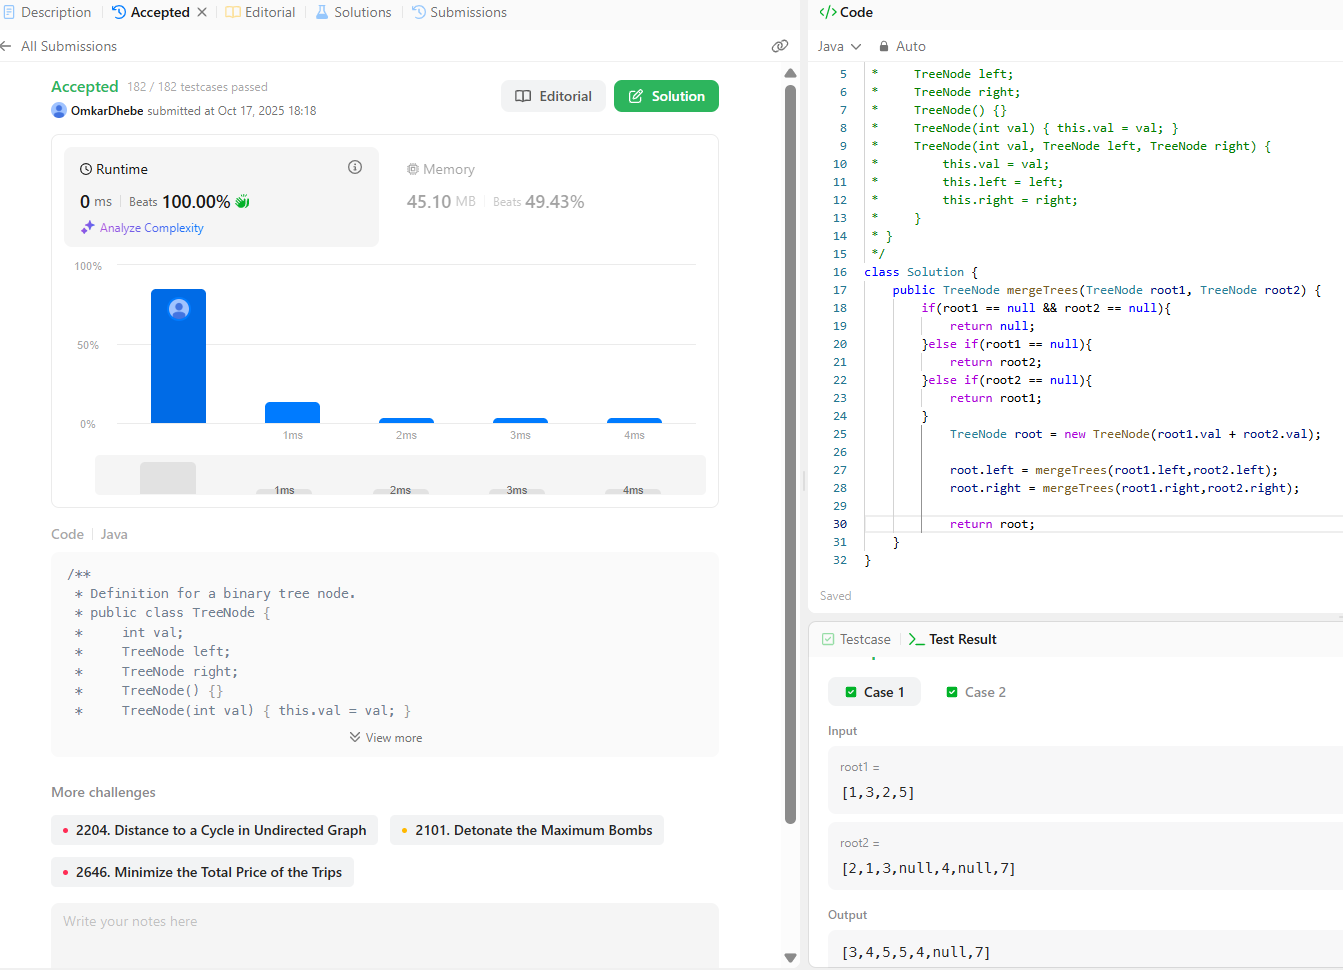 Description
Accepted
Editorial
Solutions
Submissions
All Submissions
Accepted 182 / 182 testcases passed
OmkarDhebe submitted at Oct 17, 2025 18:18
Editorial
Solution
Runtime
0 ms Beats 100.00%
Analyze Complexity
Memory
45.10 MB Beats 49.43%
100%
50%
0%
1ms
2ms
3ms
4ms
1ms
2ms
3ms
4ms
Code Java
/**
* Definition for a binary tree node.
* public class TreeNode {
*     int val;
*     TreeNode left;
*     TreeNode right;
*     TreeNode() {}
*     TreeNode(int val) { this.val = val; }
View more
More challenges
2204. Distance to a Cycle in Undirected Graph
2101. Detonate the Maximum Bombs
2646. Minimize the Total Price of the Trips
Write your notes here
</> Code
Java
Auto
5 *     TreeNode left;
6 *     TreeNode right;
7 *     TreeNode() {}
8 *     TreeNode(int val) { this.val = val; }
9 *     TreeNode(int val, TreeNode left, TreeNode right) {
10 *         this.val = val;
11 *         this.left = left;
12 *         this.right = right;
13 *     }
14 * }
15 */
16 class Solution {
17     public TreeNode mergeTrees(TreeNode root1, TreeNode root2) {
18         if(root1 == null && root2 == null){
19             return null;
20         }else if(root1 == null){
21             return root2;
22         }else if(root2 == null){
23             return root1;
24         }
25             TreeNode root = new TreeNode(root1.val + root2.val);
26
27             root.left = mergeTrees(root1.left,root2.left);
28             root.right = mergeTrees(root1.right,root2.right);
29
30             return root;
31     }
32 }
Saved
Testcase
Test Result
Case 1
Case 2
Input
root1 =
[1,3,2,5]
root2 =
[2,1,3,null,4,null,7]
Output
[3,4,5,5,4,null,7]